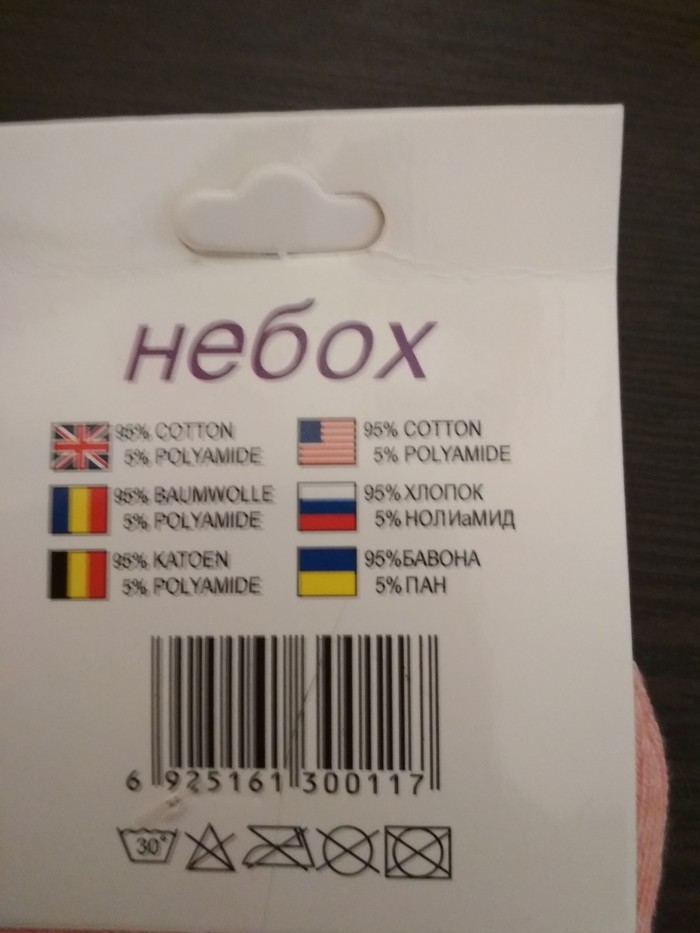 небох
95% COTTON
5% POLYAMIDE
95% COTTON
5% POLYAMIDE
95% BAUMWOLLE
5% POLYAMIDE
95% ХЛОПОК
5% НОЛИаМИД
95% KATOEN
5% POLYAMIDE
95%БАВОНА
5% ПАН
6 925161 300117
30°